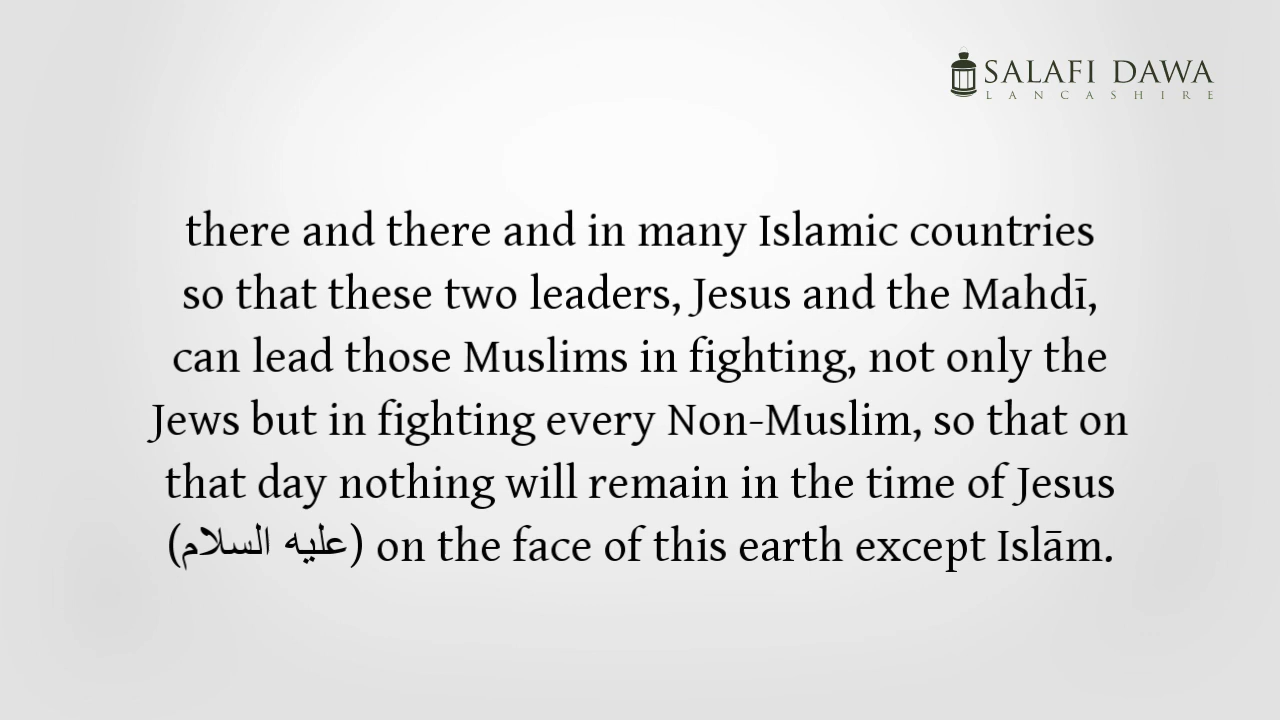 SALAFI DAWA
LANCASHIRE
there and there and in many Islamic countries
so that these two leaders, Jesus and the Mahdī,
can lead those Muslims in fighting, not only the
Jews but in fighting every Non-Muslim, so that on
that day nothing will remain in the time of Jesus
(عليه السلام) on the face of this earth except Islām.